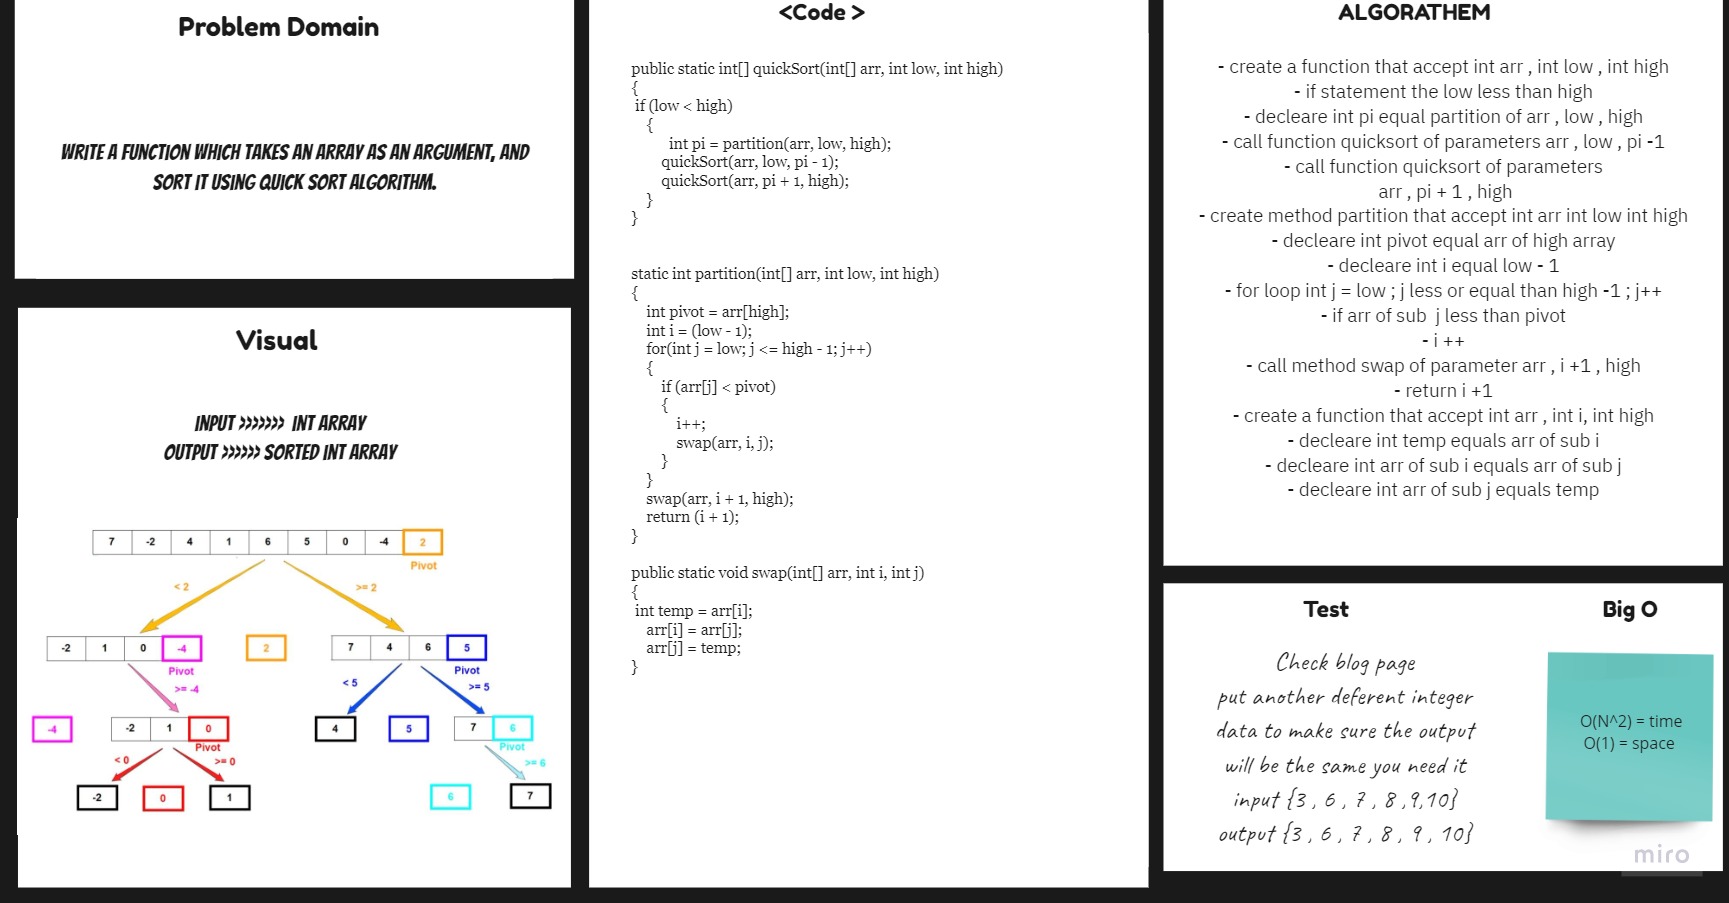 Problem Domain
WRITE A FUNCTION WHICH TAKES AN ARRAY AS AN ARGUMENT, AND
SORT IT USING QUICK SORT ALGORITHM.
Visual
INPUT >>>>>>> INT ARRAY
OUTPUT >>>>>> SORTED INT ARRAY
7 -2 4 1 6 5 0 -4 2
Pivot
< 2 >= 2
-2 1 0 -4 2 7 4 6 5
Pivot Pivot
>= -4 < 5 >= 5
-4 -2 1 0 4 5 7 6
Pivot Pivot
< 0 >= 0 >= 6
-2 0 1 6 7
<Code >
public static int[] quickSort(int[] arr, int low, int high)
{
if (low < high)
{
int pi = partition(arr, low, high);
quickSort(arr, low, pi - 1);
quickSort(arr, pi + 1, high);
}
}
static int partition(int[] arr, int low, int high)
{
int pivot = arr[high];
int i = (low - 1);
for(int j = low; j <= high - 1; j++)
{
if (arr[j] < pivot)
{
i++;
swap(arr, i, j);
}
}
swap(arr, i + 1, high);
return (i + 1);
}
public static void swap(int[] arr, int i, int j)
{
int temp = arr[i];
arr[i] = arr[j];
arr[j] = temp;
}
ALGORATHEM
- create a function that accept int arr , int low , int high
- if statement the low less than high
- decleare int pi equal partition of arr , low , high
- call function quicksort of parameters arr , low , pi -1
- call function quicksort of parameters
arr , pi + 1 , high
- create method partition that accept int arr int low int high
- decleare int pivot equal arr of high array
- decleare int i equal low - 1
- for loop int j = low ; j less or equal than high -1 ; j++
- if arr of sub j less than pivot
- i ++
- call method swap of parameter arr , i +1 , high
- return i +1
- create a function that accept int arr , int i, int high
- decleare int temp equals arr of sub i
- decleare int arr of sub i equals arr of sub j
- decleare int arr of sub j equals temp
Test
Check blog page
put another deferent integer
data to make sure the output
will be the same you need it
input {3 , 6 , 7 , 8 ,9,10}
output {3 , 6 , 7 , 8 , 9 , 10}
Big O
O(N^2) = time
O(1) = space
miro